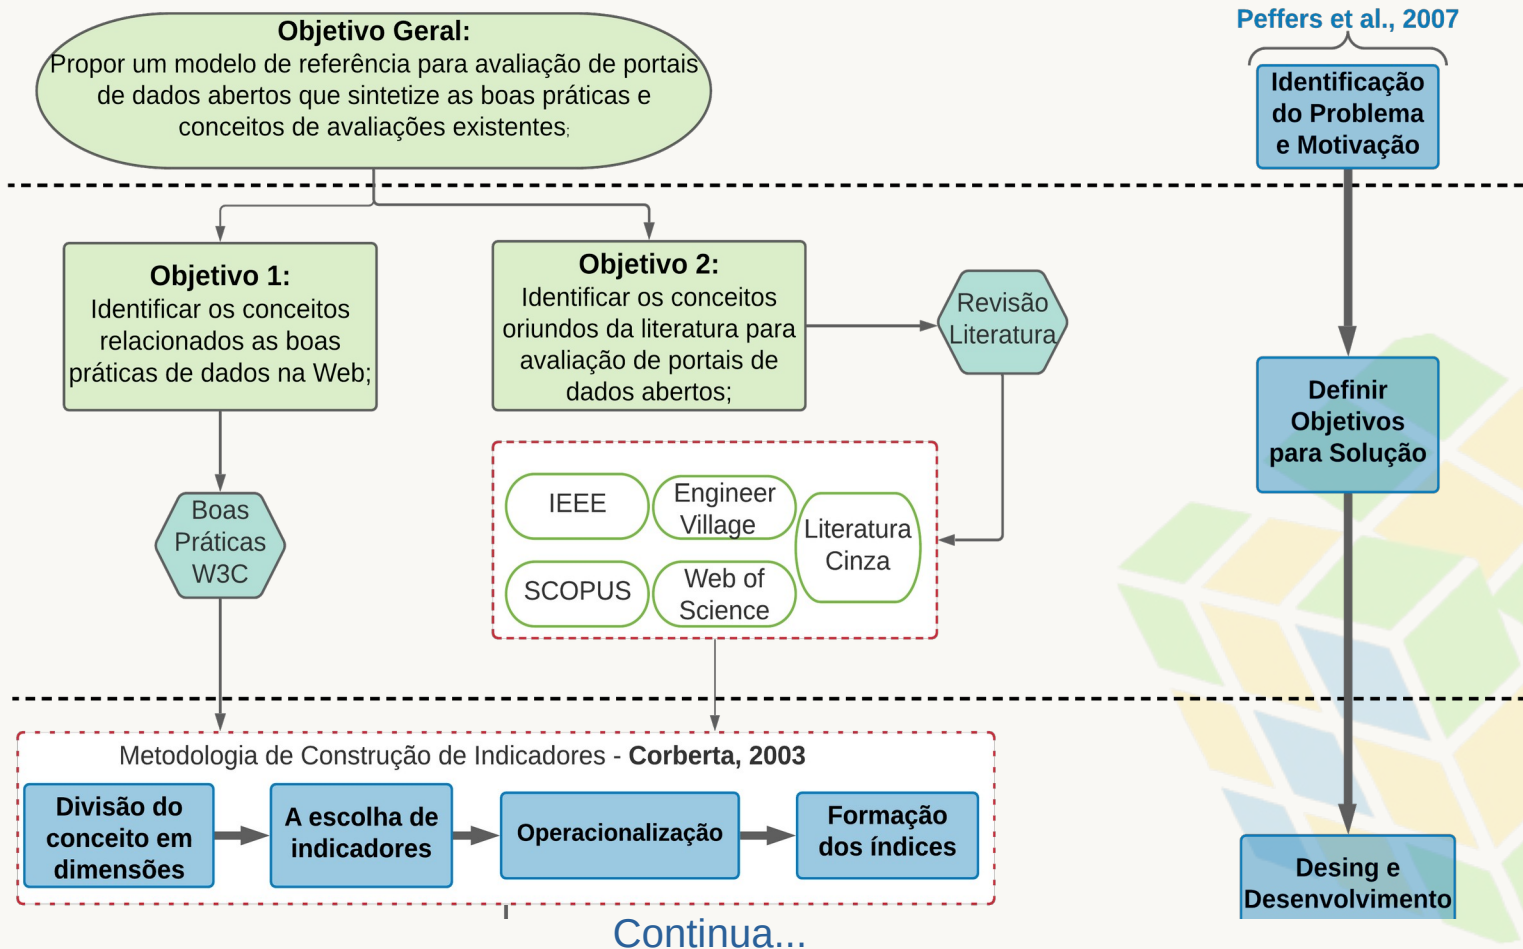 Objetivo Geral:
Propor um modelo de referência para avaliação de portais
de dados abertos que sintetize as boas práticas e
conceitos de avaliações existentes;
Peffers et al., 2007
Identificação
do Problema
e Motivação
Objetivo 1:
Identificar os conceitos
relacionados as boas
práticas de dados na Web;
Objetivo 2:
Identificar os conceitos
oriundos da literatura para
avaliação de portais de
dados abertos;
Revisão
Literatura
Definir
Objetivos
para Solução
Boas
Práticas
W3C
IEEE
Engineer
Village
Literatura
Cinza
SCOPUS
Web of
Science
Metodologia de Construção de Indicadores - Corberta, 2003
Divisão do
conceito em
dimensões
A escolha de
indicadores
Operacionalização
Formação
dos índices
Desing e
Desenvolvimento
Continua...